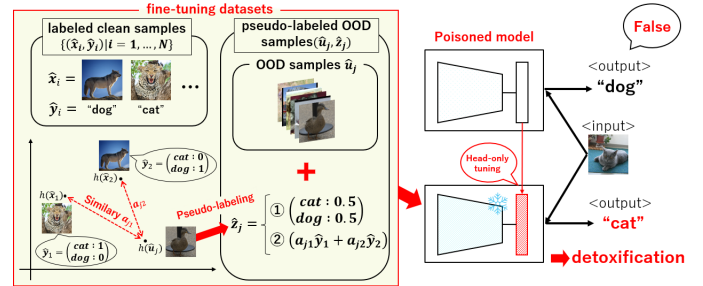 fine-tuning datasets
labeled clean samples
{(x̂ᵢ, ŷᵢ)|i = 1, ..., N}
x̂ᵢ =
...
ŷᵢ = "dog" "cat"
pseudo-labeled OOD
samples(ûⱼ, ẑⱼ)
OOD samples ûⱼ
+
ŷ₂ = (cat : 0
dog : 1)
h(x̂₂)
h(x̂₁)
Similary aⱼ₁
aⱼ₂
ŷ₁ = (cat : 1
dog : 0)
h(ûⱼ)
Pseudo-labeling
ẑⱼ =
① (cat : 0.5
dog : 0.5)
② (aⱼ₁ŷ₁ + aⱼ₂ŷ₂)
Poisoned model
Head-only
tuning
False
<output>
"dog"
<input>
<output>
"cat"
detoxification